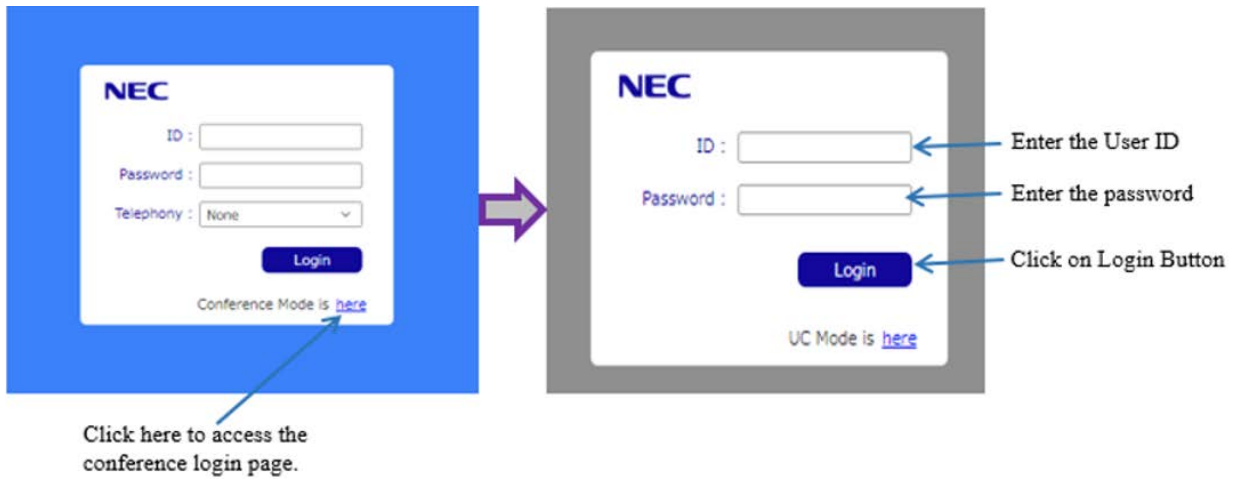 NEC
ID :
Password :
Telephony : None
Login
Conference Mode is here
Click here to access the
conference login page.
NEC
ID :
Password :
Login
UC Mode is here
Enter the User ID
Enter the password
Click on Login Button